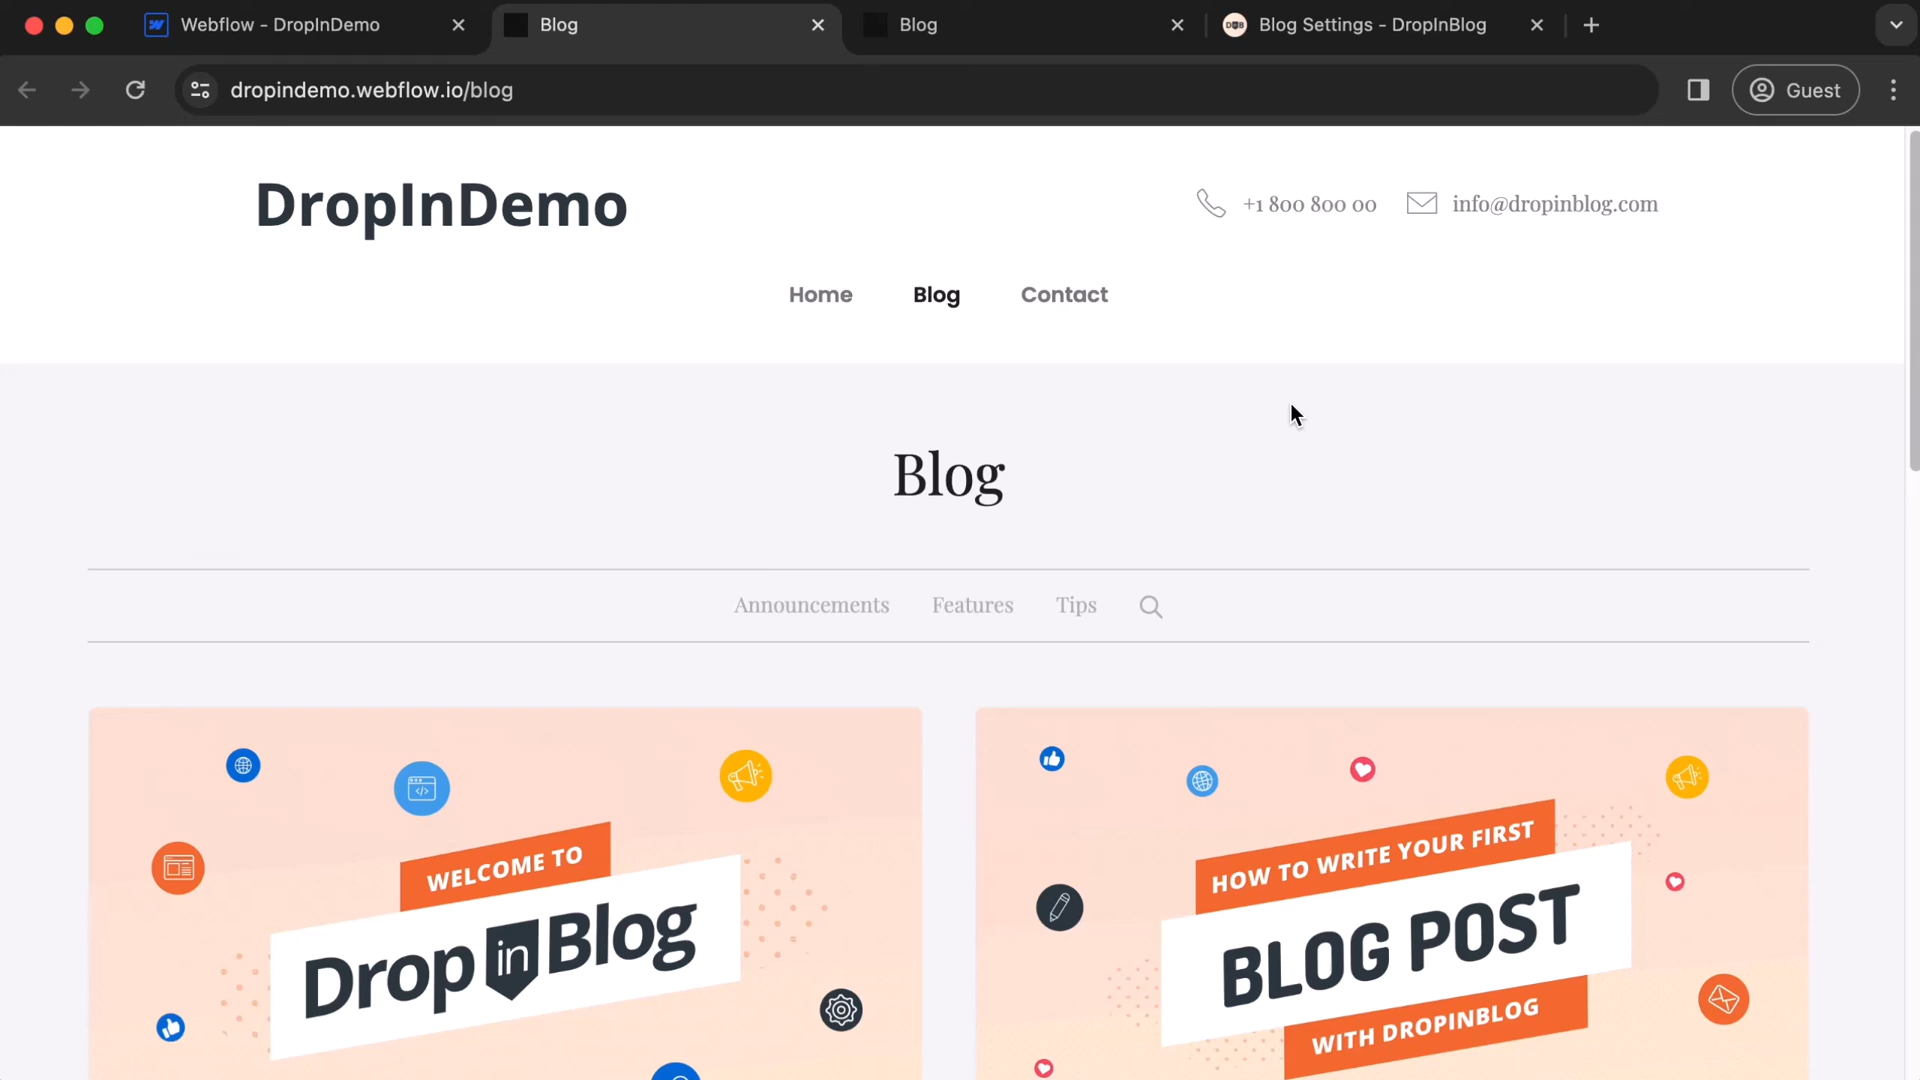 Webflow - DropInDemo
Blog
Blog
DOB Blog Settings - DropInBlog
dropindemo.webflow.io/blog
Guest
DropInDemo
+1 800 800 00
info@dropinblog.com
Home
Blog
Contact
Blog
Announcements
Features
Tips
WELCOME TO
Drop in Blog
HOW TO WRITE YOUR FIRST
BLOG POST
WITH DROPINBLOG